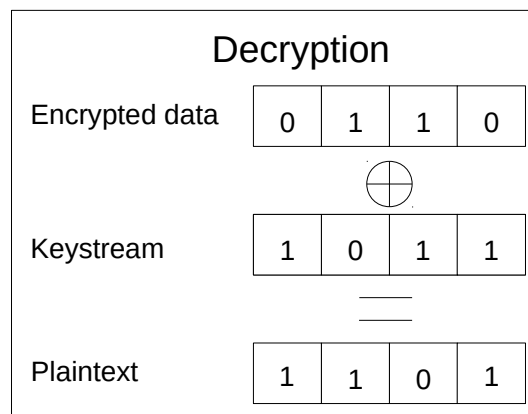 Decryption
Encrypted data 0 1 1 0
Keystream 1 0 1 1
Plaintext 1 1 0 1